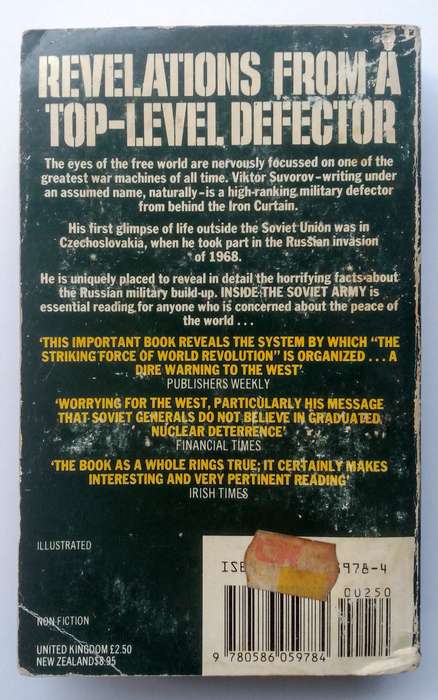 REVELATIONS FROM A
TOP-LEVEL DEFECTOR
The eyes of the free world are nervously focussed on one of the
greatest war machines of all time. Viktor Suvorov–writing under
an assumed name, naturally–is a high-ranking military defector
from behind the Iron Curtain.
His first glimpse of life outside the Soviet Union was in
Czechoslovakia, when he took part in the Russian invasion
of 1968.
He is uniquely placed to reveal in detail the horrifying facts about
the Russian military build-up. INSIDE THE SOVIET ARMY is
essential reading for anyone who is concerned about the peace of
the world . . .
‘THIS IMPORTANT BOOK REVEALS THE SYSTEM BY WHICH “THE
STRIKING FORCE OF WORLD REVOLUTION” IS ORGANIZED . . . A
DIRE WARNING TO THE WEST’
PUBLISHERS WEEKLY
‘WORRYING FOR THE WEST, PARTICULARLY HIS MESSAGE
THAT SOVIET GENERALS DO NOT BELIEVE IN GRADUATED
NUCLEAR DETERRENCE’
FINANCIAL TIMES
‘THE BOOK AS A WHOLE RINGS TRUE; IT CERTAINLY MAKES
INTERESTING AND VERY PERTINENT READING’
IRISH TIMES
ILLUSTRATED
978-4
00250
NON FICTION
UNITED KINGDOM £2.50
NEW ZEALAND $8.95
9 780586 059784